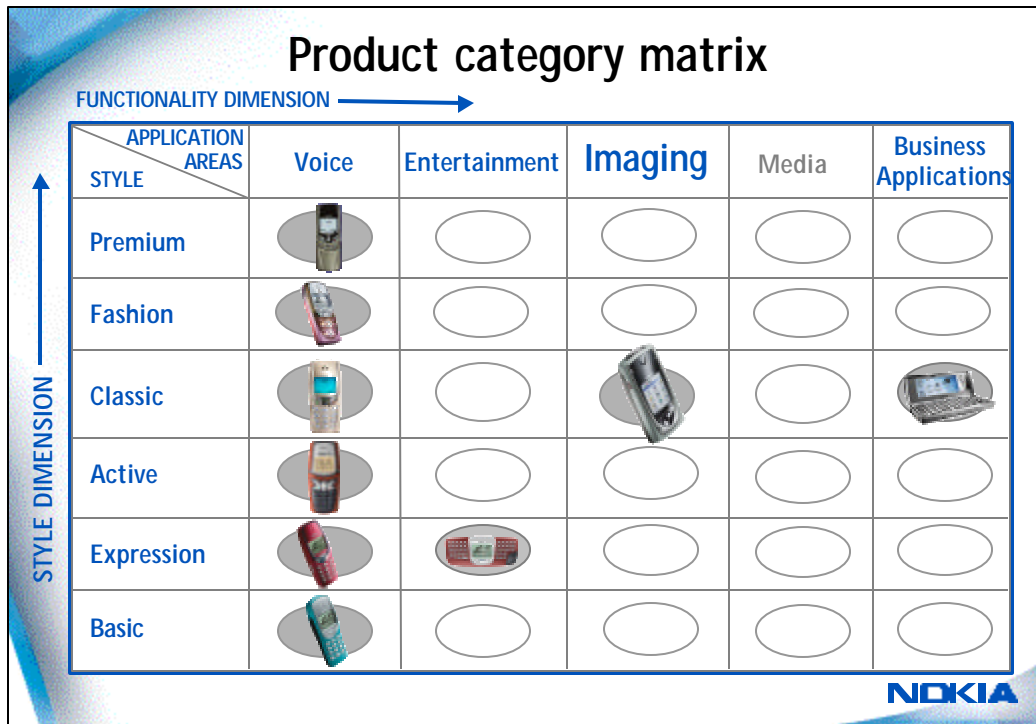 Product category matrix
FUNCTIONALITY DIMENSION
APPLICATION
AREAS
STYLE
Voice
Entertainment
Imaging
Media
Business
Applications
Premium
Fashion
Classic
Active
Expression
Basic
STYLE DIMENSION
NOKIA